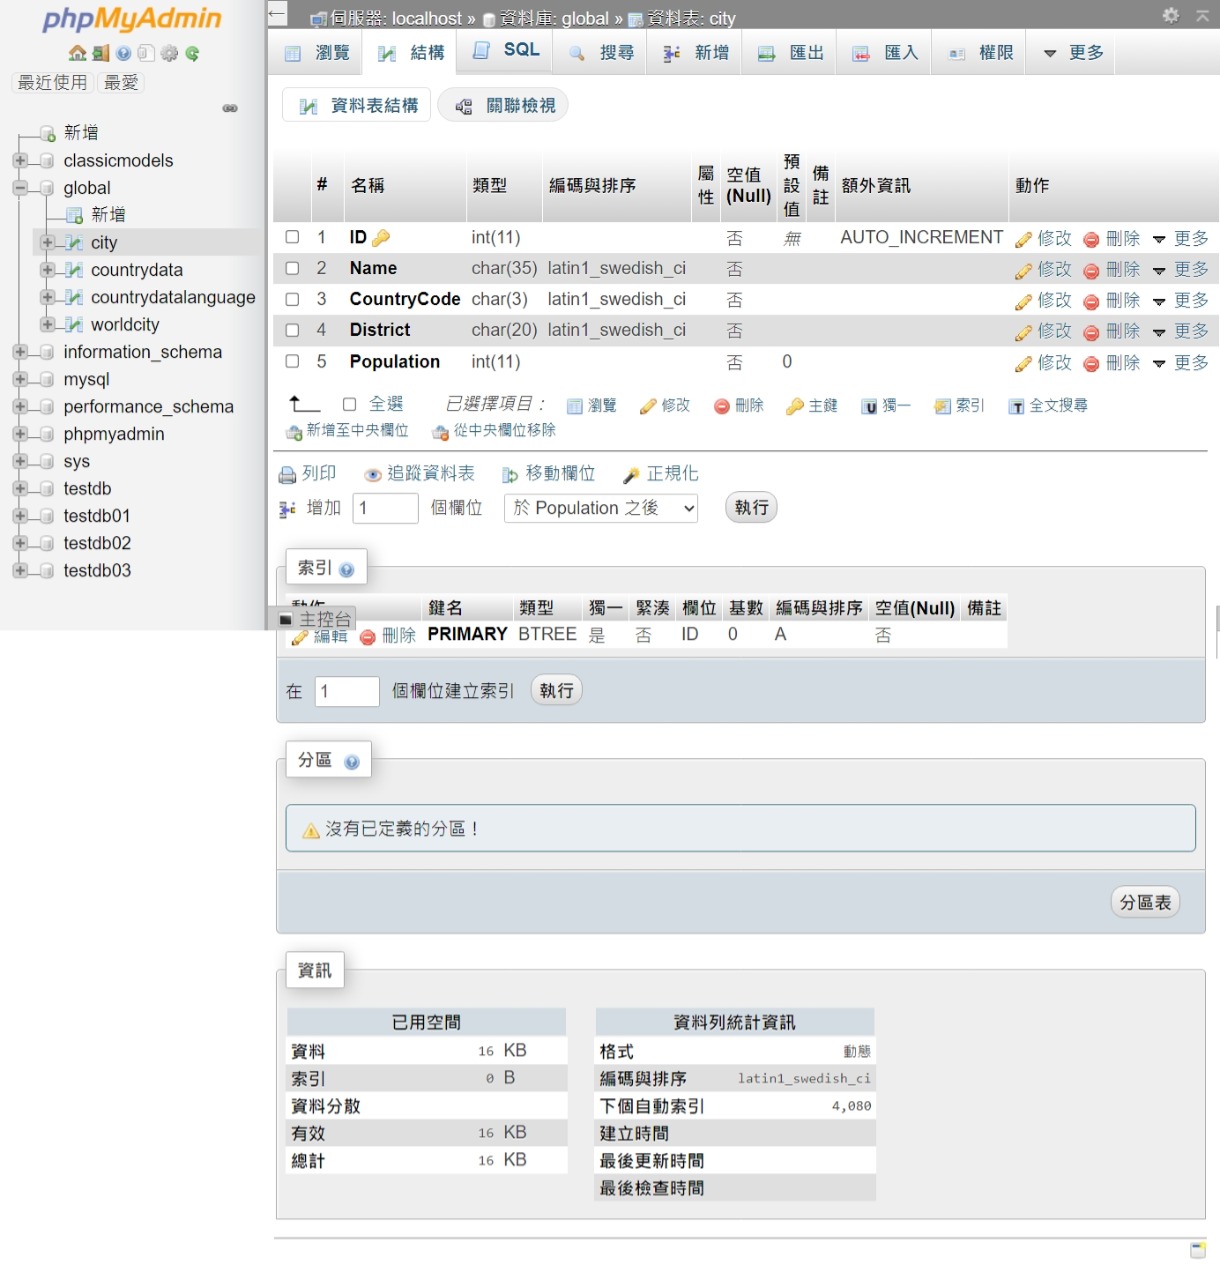 phpMyAdmin
最近使用 最愛
新增
classicmodels
global
新增
city
countrydata
countrydatalanguage
worldcity
information_schema
mysql
performance_schema
phpmyadmin
sys
testdb
testdb01
testdb02
testdb03
伺服器: localhost » 資料庫: global » 資料表: city
瀏覽 結構 SQL 搜尋 新增 匯出 匯入 權限 更多
資料表結構 關聯檢視
# 名稱 類型 編碼與排序 屬性 空值(Null) 預設值 備註 額外資訊 動作
1 ID int(11) 否 無 AUTO_INCREMENT 修改 刪除 更多
2 Name char(35) latin1_swedish_ci 否 修改 刪除 更多
3 CountryCode char(3) latin1_swedish_ci 否 修改 刪除 更多
4 District char(20) latin1_swedish_ci 否 修改 刪除 更多
5 Population int(11) 否 0 修改 刪除 更多
全選 已選擇項目： 瀏覽 修改 刪除 主鍵 獨一 索引 全文搜尋
新增至中央欄位 從中央欄位移除
列印 追蹤資料表 移動欄位 正規化
增加 1 個欄位 於 Population 之後 執行
索引
動作 鍵名 類型 獨一 緊湊 欄位 基數 編碼與排序 空值(Null) 備註
主控台
編輯 刪除 PRIMARY BTREE 是 否 ID 0 A 否
在 1 個欄位建立索引 執行
分區
沒有已定義的分區！
分區表
資訊
已用空間
資料 16 KB
索引 0 B
資料分散
有效 16 KB
總計 16 KB
資料列統計資訊
格式 動態
編碼與排序 latin1_swedish_ci
下個自動索引 4,080
建立時間
最後更新時間
最後檢查時間